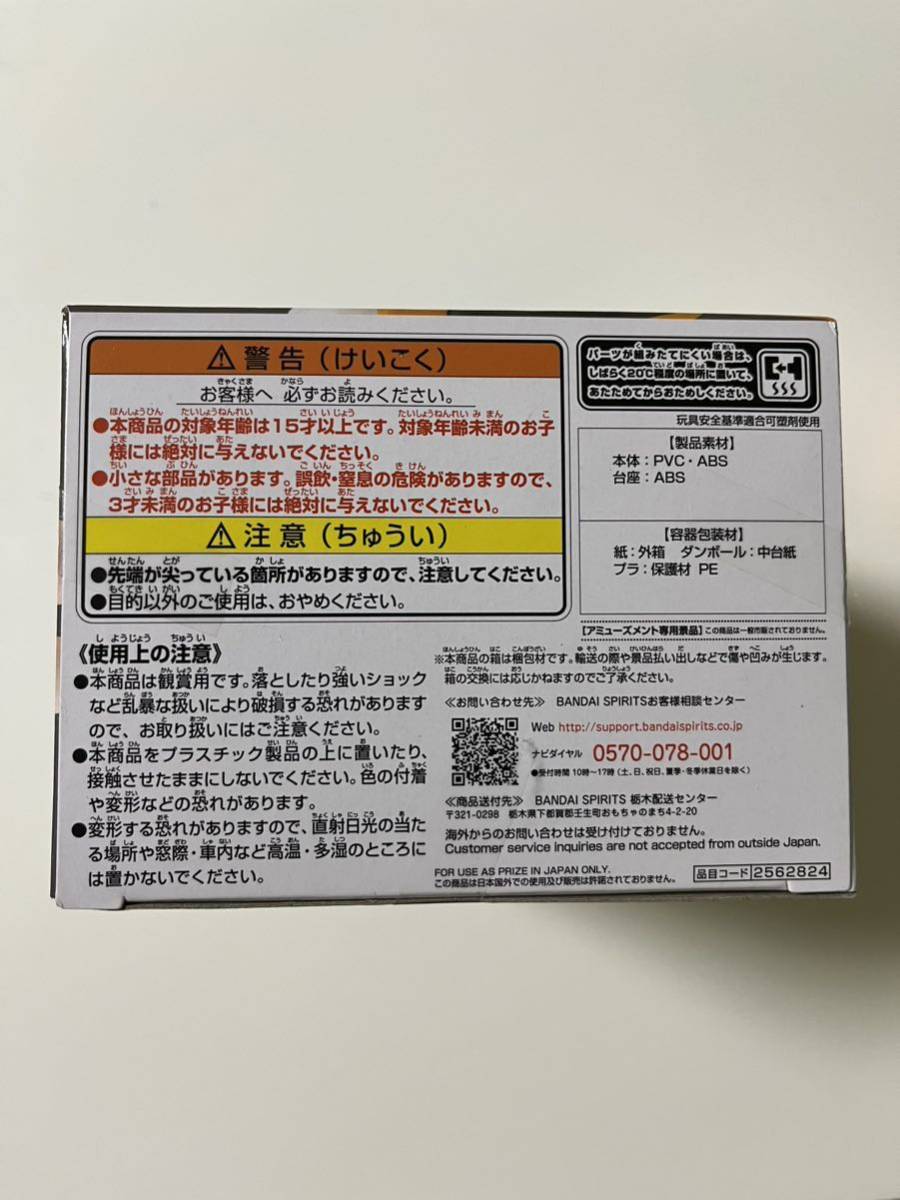 ⚠警告(けいこく)
お客様へ 必ずお読みください。
●本商品の対象年齢は15才以上です。対象年齢未満のお子
様には絶対に与えないでください。
●小さな部品があります。誤飲・窒息の危険がありますので、
3才未満のお子様には絶対に与えないでください。
⚠注意(ちゅうい)
●先端が尖っている箇所がありますので、注意してください。
●目的以外のご使用は、おやめください。
《使用上の注意》
●本商品は観賞用です。落としたり強いショック
など乱暴な扱いにより破損する恐れがあります
ので、お取り扱いにはご注意ください。
●本商品をプラスチック製品の上に置いたり、
接触させたままにしないでください。色の付着
や変形などの恐れがあります。
●変形する恐れがありますので、直射日光の当た
る場所や窓際・車内など高温・多湿のところに
は置かないでください。
パーツが組みたてにくい場合は、
しばらく20℃程度の場所に置いて、
あたためてからおためしください。
玩具安全基準適合可塑剤使用
【製品素材】
本体:PVC・ABS
台座:ABS
【容器包装材】
紙:外箱 ダンボール:中台紙
プラ:保護材 PE
【アミューズメント専用景品】この商品は一般市販されておりません。
※本商品の箱は梱包材です。輸送の際や景品払い出しなどで傷や凹みが生じます。
箱の交換には応じかねますのでご了承ください。
≪お問い合わせ先≫ BANDAI SPIRITSお客様相談センター
Web http://support.bandaispirits.co.jp
ナビダイヤル 0570-078-001
●受付時間 10時〜17時(土、日、祝日、夏季・冬季休業日を除く)
≪商品送付先≫ BANDAI SPIRITS 栃木配送センター
〒321-0298 栃木県下都賀郡壬生町おもちゃのまち4-2-20
海外からのお問い合わせは受け付けておりません。
Customer service inquiries are not accepted from outside Japan.
FOR USE AS PRIZE IN JAPAN ONLY.
この商品は日本国外での使用及び販売は許諾されておりません。
品目コード 2562824